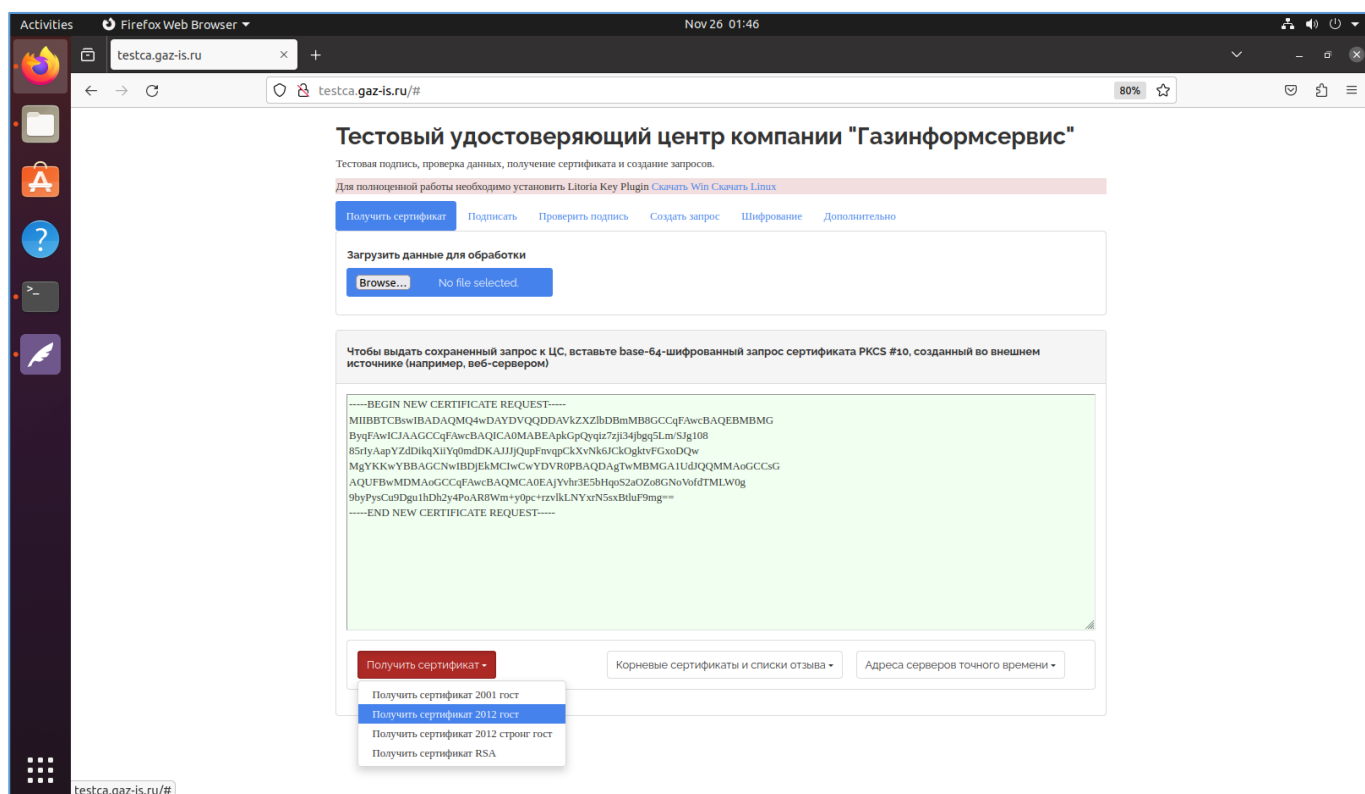 Activities
Firefox Web Browser
Nov 26 01:46
testca.gaz-is.ru
testca.gaz-is.ru/#
80%
Тестовый удостоверяющий центр компании "Газинформсервис"
Тестовая подпись, проверка данных, получение сертификата и создание запросов.
Для полноценной работы необходимо установить Litoria Key Plugin Скачать Win Скачать Linux
Получить сертификат Подписать Проверить подпись Создать запрос Шифрование Дополнительно
Загрузить данные для обработки
Browse... No file selected.
Чтобы выдать сохраненный запрос к ЦС, вставьте base-64-шифрованный запрос сертификата PKCS #10, созданный во внешнем
источнике (например, веб-сервером)
-----BEGIN NEW CERTIFICATE REQUEST-----
MIIBBTCBswIBADAQMQ4wDAYDVQQDDAVkZXZlbDBmMB8GCCqFAwcBAQEBMBMG
ByqFAwICJAAGCCqFAwcBAQICA0MABEApkGpQyqiz7zji34jbgq5Lm/SJg108
85rIyAapYZdDikqXiiYq0mdDKAJJJjQupFnvqpCkXvNk6JCkOgktvFGxoDQw
MgYKKwYBBAGCNwIBDjEkMCIwCwYDVR0PBAQDAgTwMBMGA1UdJQQMMAoGCCsG
AQUFBwMDMAoGCCqFAwcBAQMCA0EAjYvhr3E5bHqoS2aOZo8GNoVofdTMLW0g
9byPysCu9Dgu1hDh2y4PoAR8Wm+y0pc+rzvlkLNYxrN5sxBtluF9mg==
-----END NEW CERTIFICATE REQUEST-----
Получить сертификат Корневые сертификаты и списки отзыва Адреса серверов точного времени
Получить сертификат 2001 гост
Получить сертификат 2012 гост
Получить сертификат 2012 стронг гост
Получить сертификат RSA
testca.gaz-is.ru/#